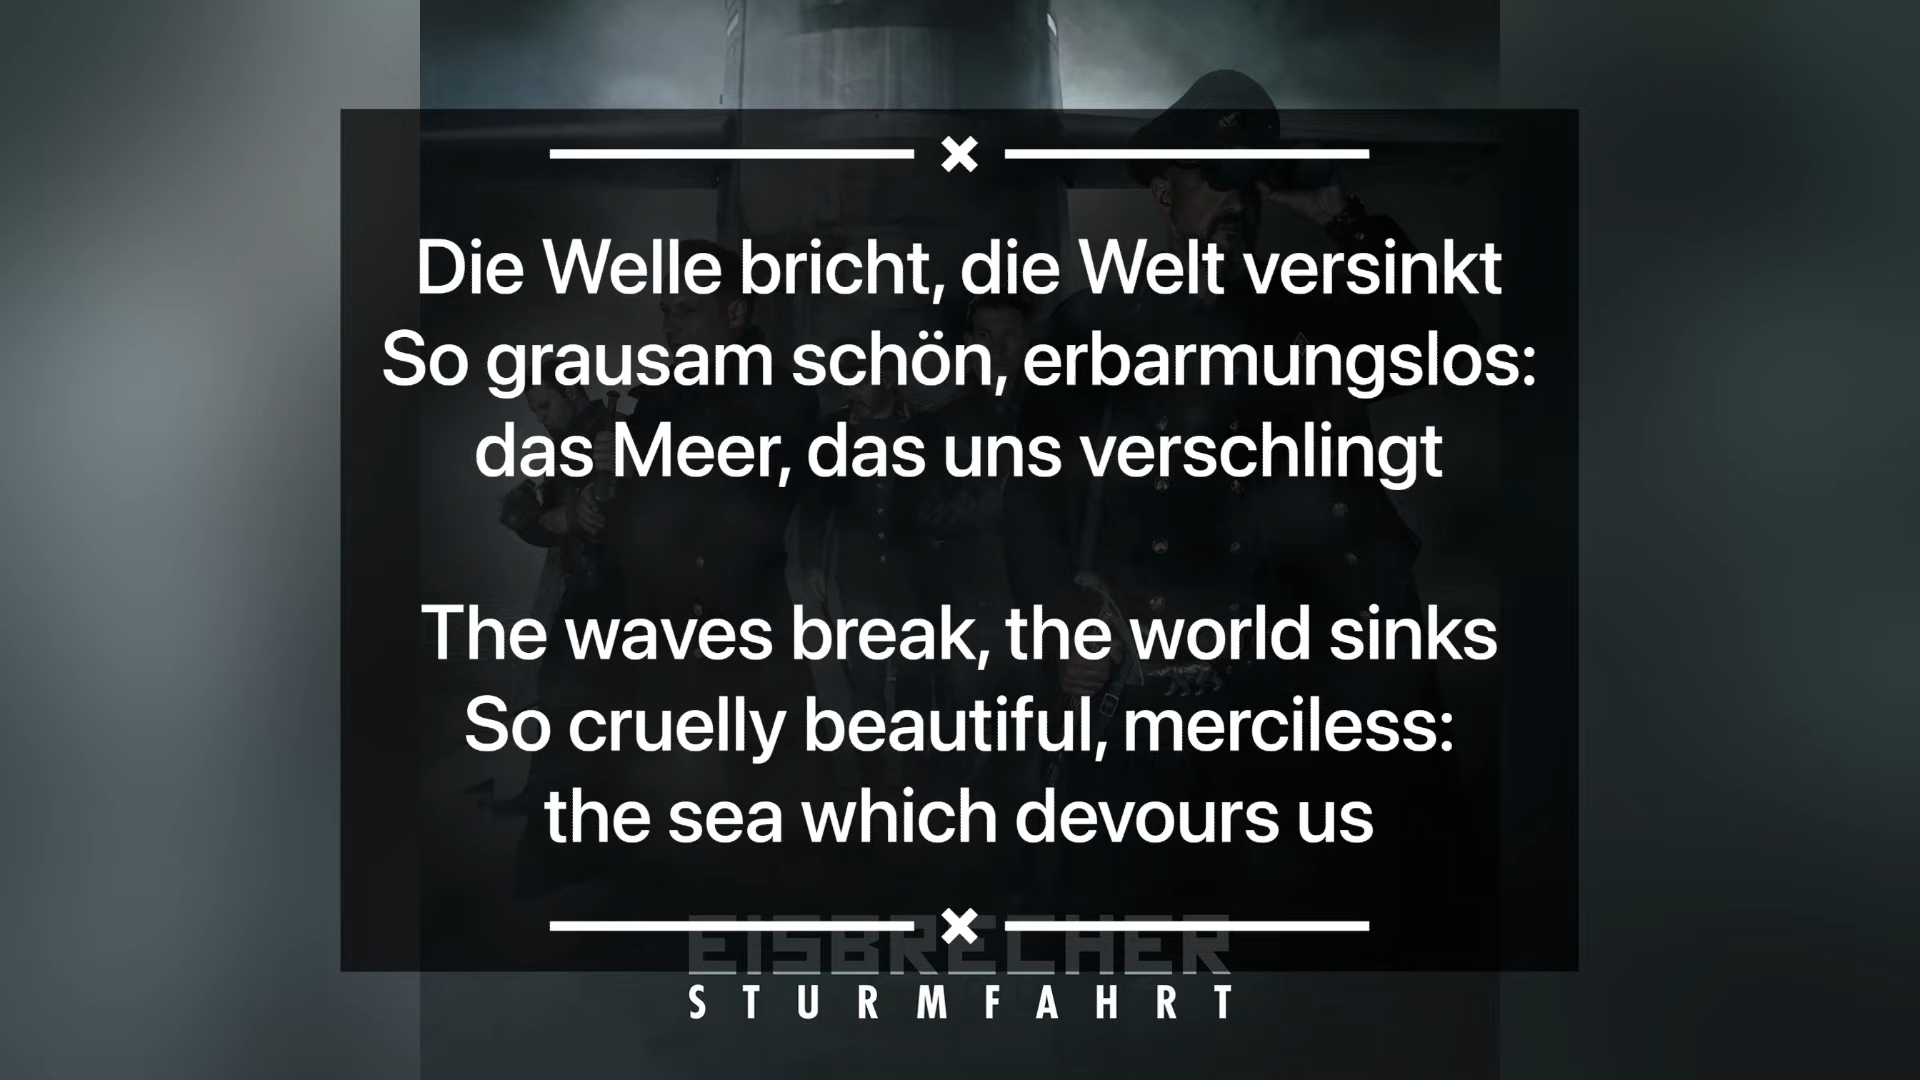 Die Welle bricht, die Welt versinkt
So grausam schön, erbarmungslos:
das Meer, das uns verschlingt
The waves break, the world sinks
So cruelly beautiful, merciless:
the sea which devours us
EISBRECHER
STURMFAHRT